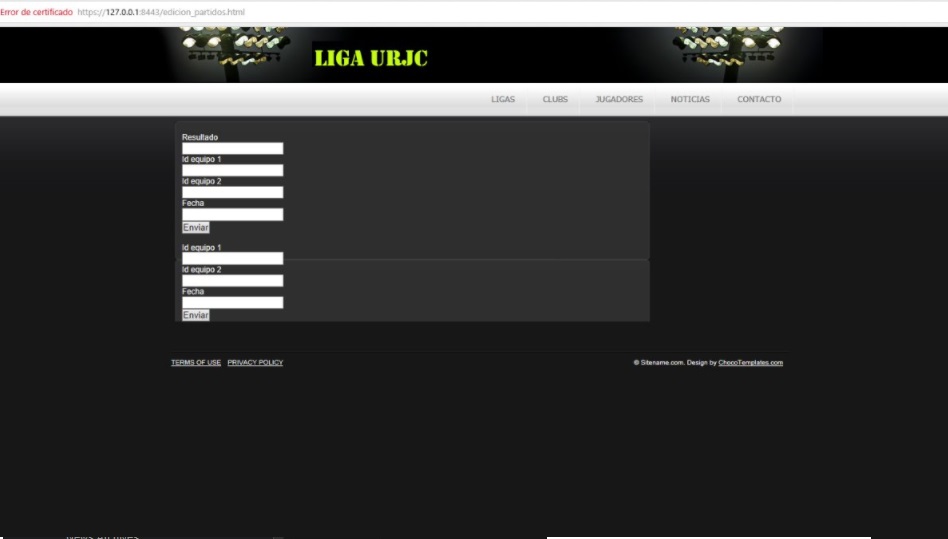 Error de certificado https://127.0.0.1:8443/edicion_partidos.html
LIGA URJC
LIGAS CLUBS JUGADORES NOTICIAS CONTACTO
Resultado
Id equipo 1
Id equipo 2
Fecha
Enviar
Id equipo 1
Id equipo 2
Fecha
Enviar
TERMS OF USE PRIVACY POLICY © Sitename.com. Design by ChocoTemplates.com